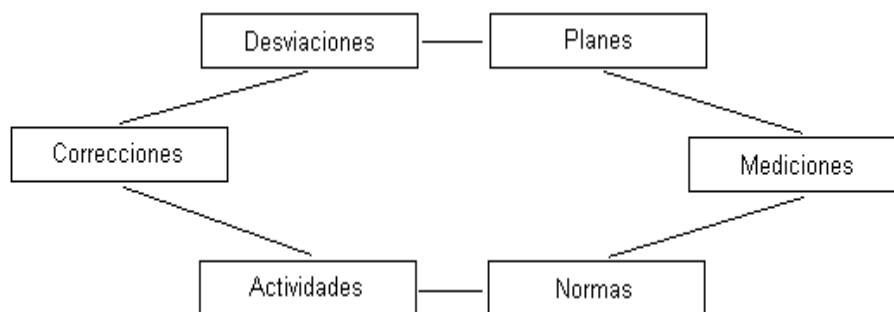 Desviaciones
Planes
Correcciones
Mediciones
Actividades
Normas